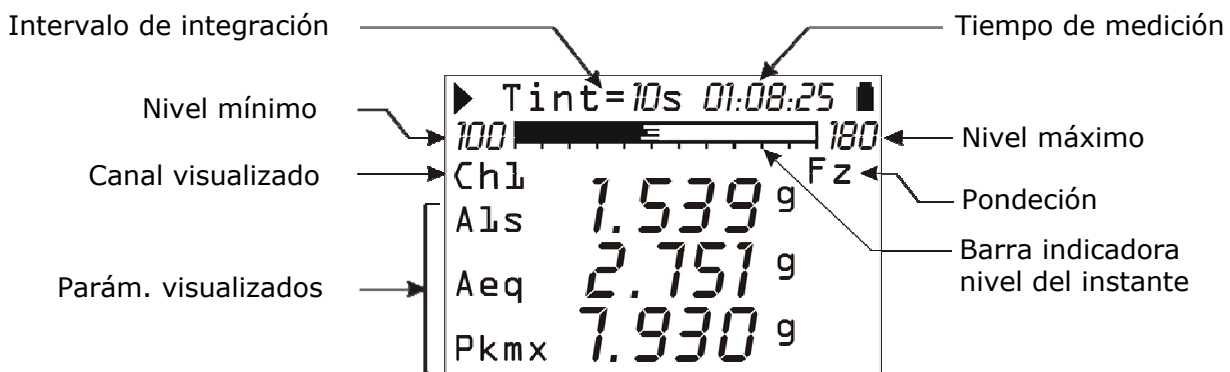 Intervalo de integración
Tiempo de medición
Tint=10s 01:08:25
Nivel mínimo
100
180
Nivel máximo
Canal visualizado
Ch1
Fz
Pondeción
Als 1.539 g
Barra indicadora
nivel del instante
Parám. visualizados
Aeq 2.751 g
Pkmx 7.930 g